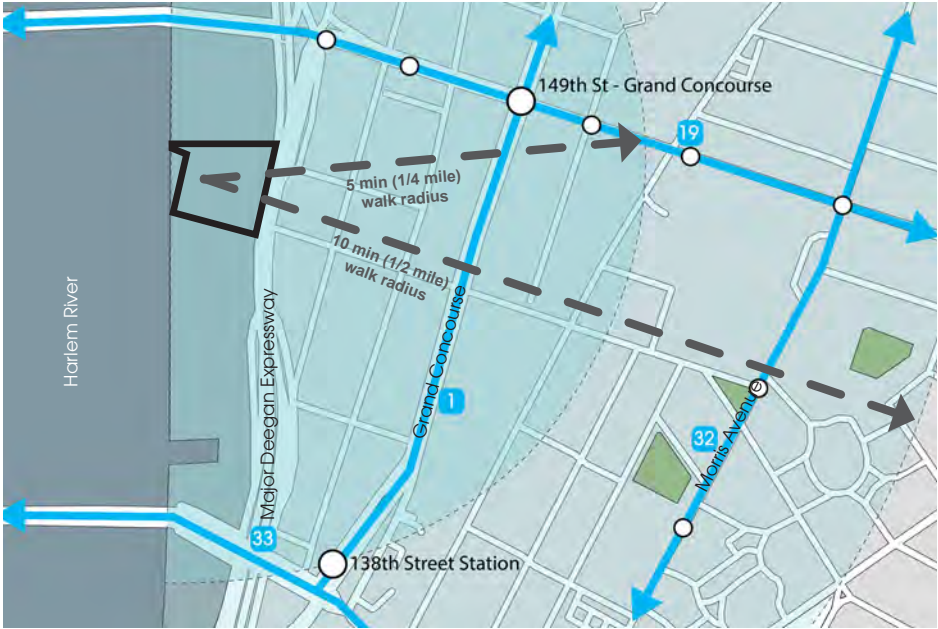 149th St - Grand Concourse
19
5 min (1/4 mile)
walk radius
10 min (1/2 mile)
walk radius
Harlem River
Major Deegan Expressway
Grand Concourse
1
Morris Avenue
32
33
138th Street Station